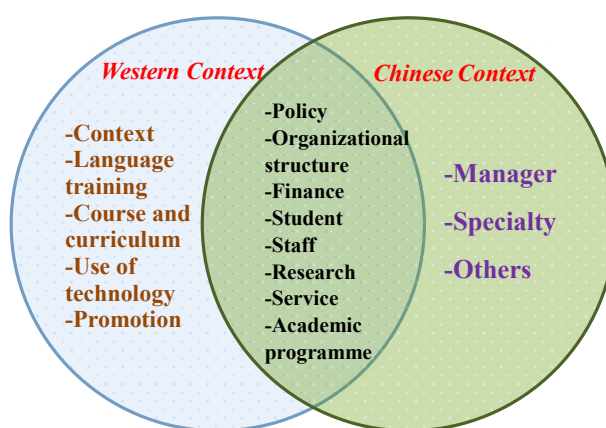 Western Context
Chinese Context
-Context
-Language
training
-Course and
curriculum
-Use of
technology
-Promotion
-Policy
-Organizational
structure
-Finance
-Student
-Staff
-Research
-Service
-Academic
programme
-Manager
-Specialty
-Others